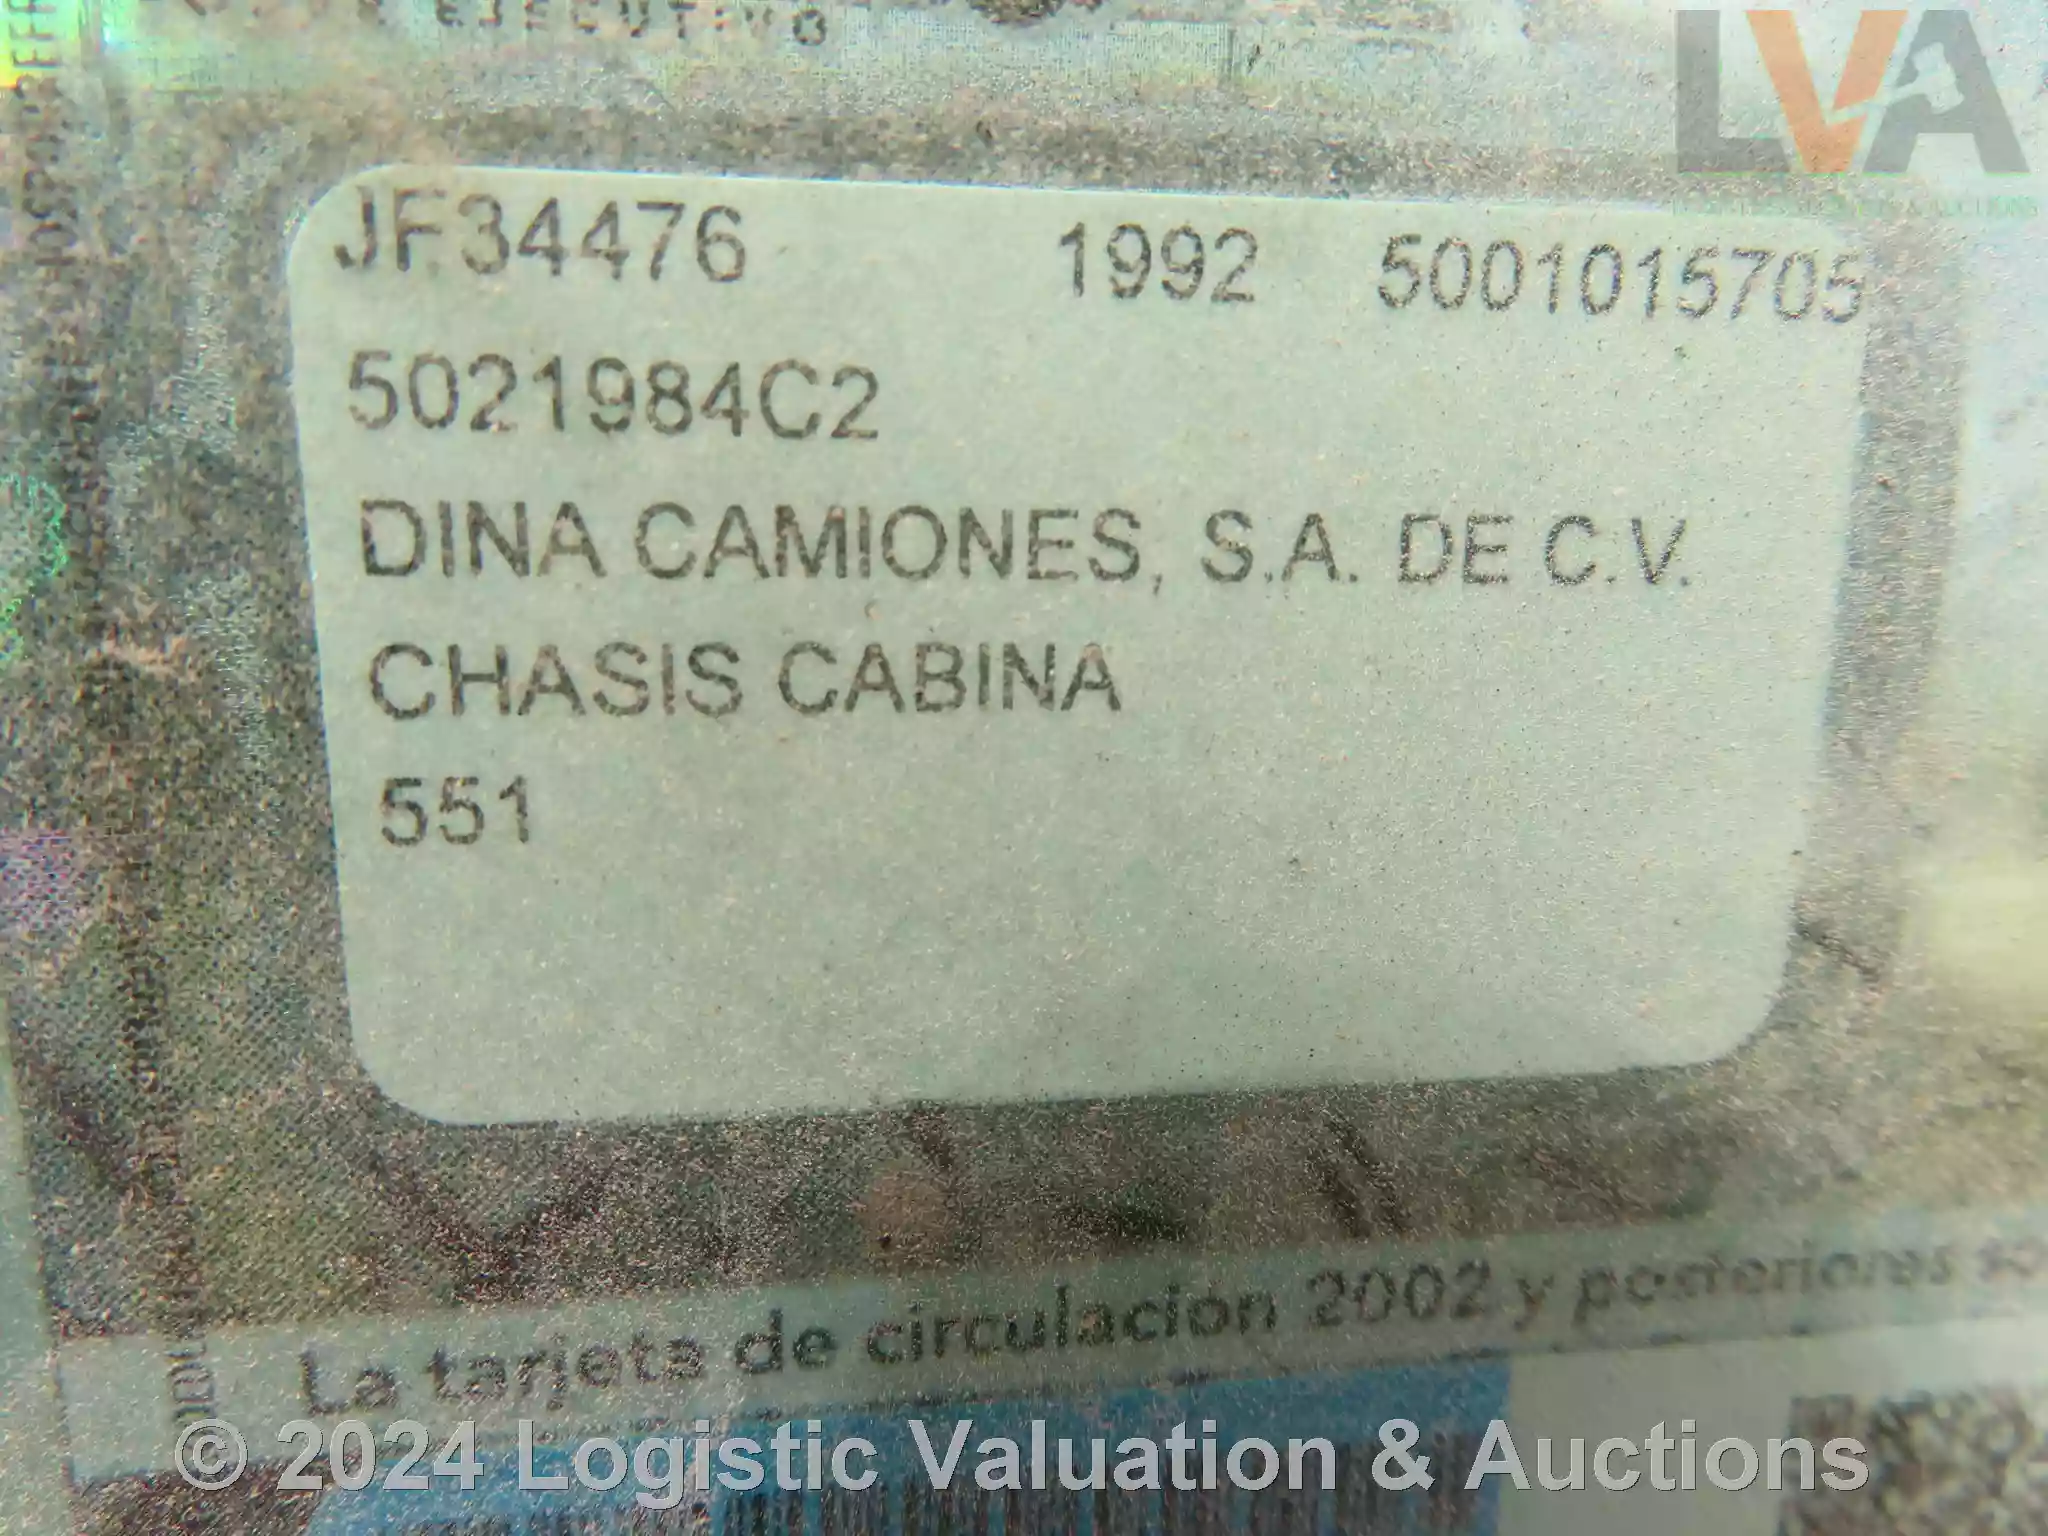 EJECUTIVO
LVA
JF34476 1992 5001015705
5021984C2
DINA CAMIONES, S.A. DE C.V.
CHASIS CABINA
551
La tarjeta de circulación 2002 y posteriores
© 2024 Logistic Valuation & Auctions